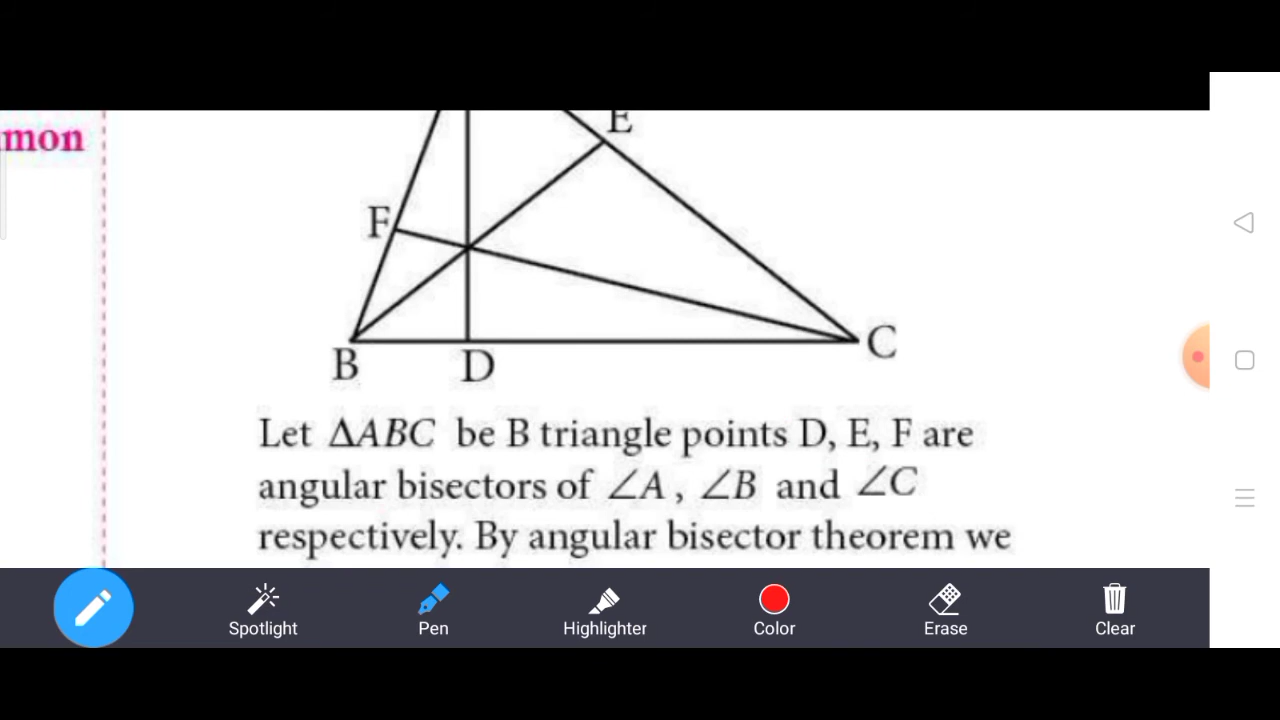 mon
E
F
B
D
C
Let ΔABC be B triangle points D, E, F are
angular bisectors of ∠A, ∠B and ∠C
respectively. By angular bisector theorem we
Spotlight
Pen
Highlighter
Color
Erase
Clear